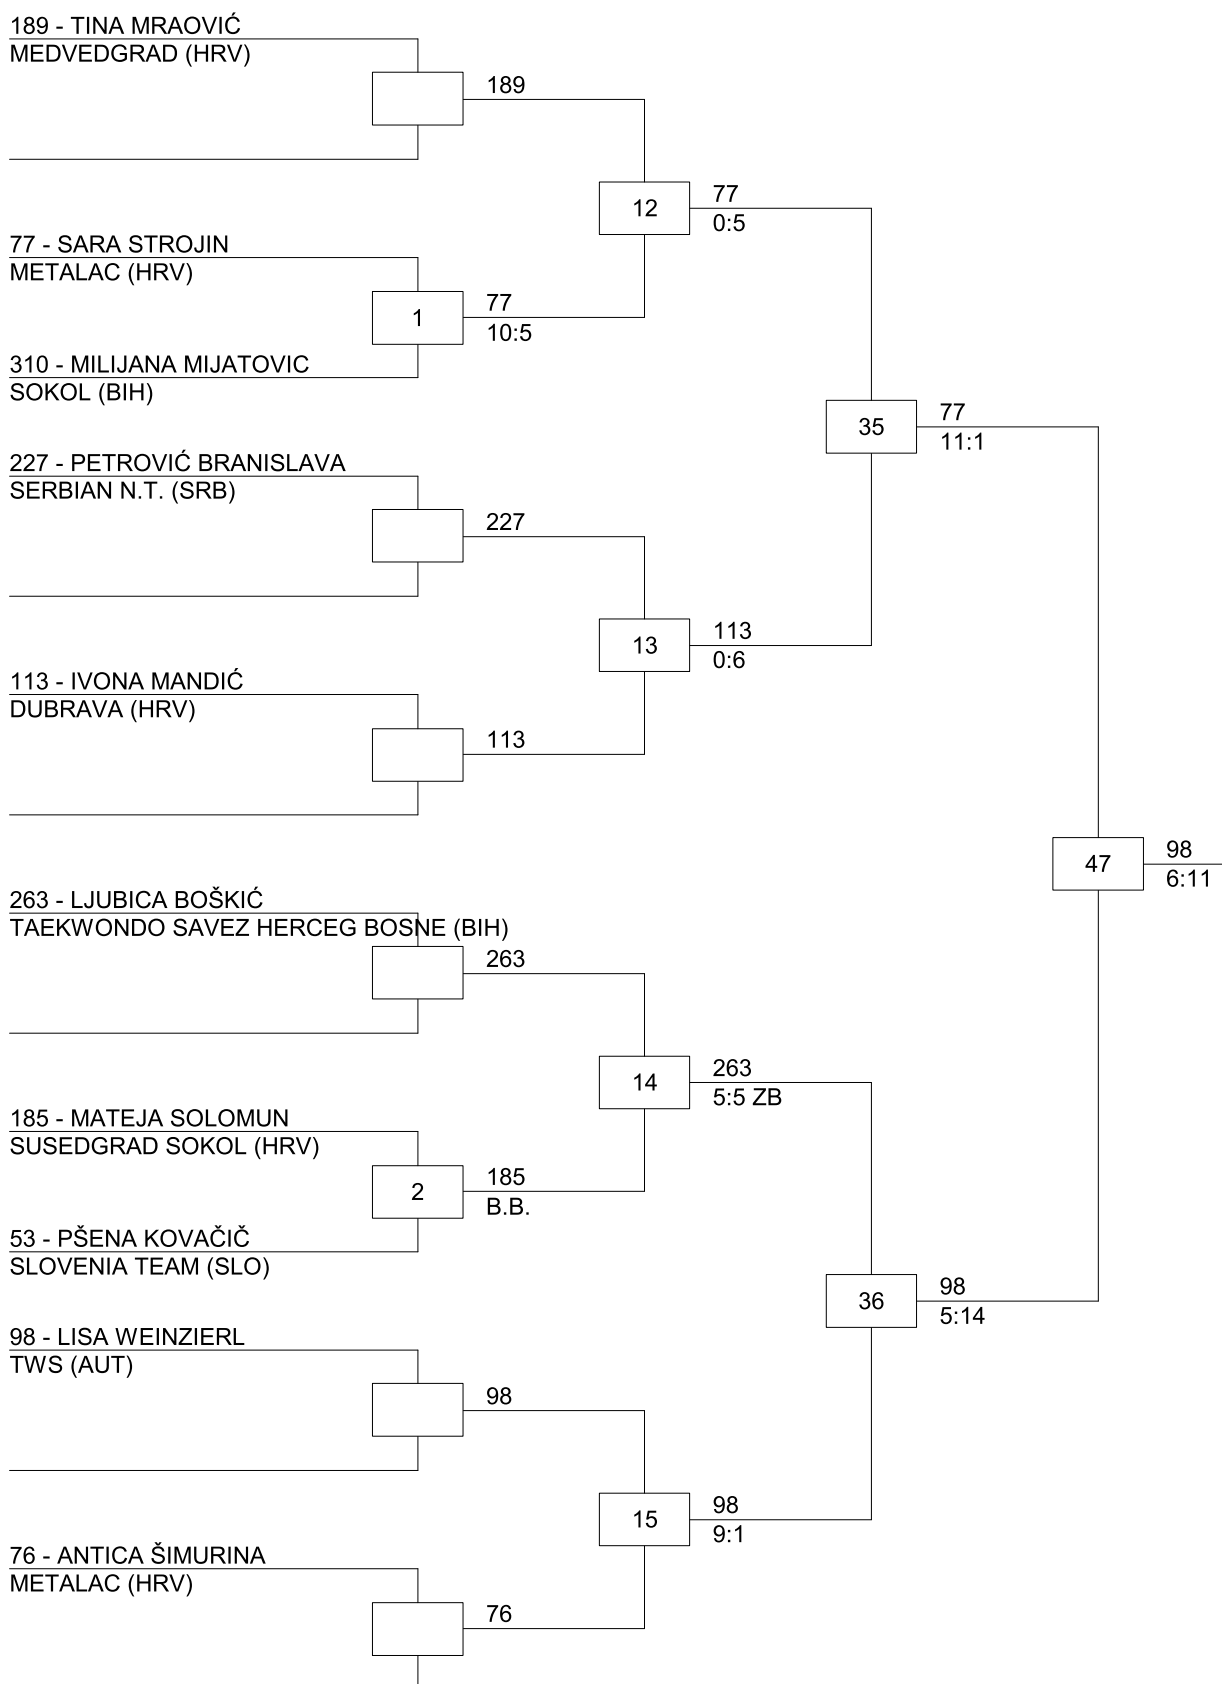 189 - TINA MRAOVIĆ
MEDVEDGRAD (HRV)
189
12
77
0:5
77 - SARA STROJIN
METALAC (HRV)
1
77
10:5
310 - MILIJANA MIJATOVIC
SOKOL (BIH)
35
77
11:1
227 - PETROVIĆ BRANISLAVA
SERBIAN N.T. (SRB)
227
13
113
0:6
113 - IVONA MANDIĆ
DUBRAVA (HRV)
113
47
98
6:11
263 - LJUBICA BOŠKIĆ
TAEKWONDO SAVEZ HERCEG BOSNE (BIH)
263
14
263
5:5 ZB
185 - MATEJA SOLOMUN
SUSEDGRAD SOKOL (HRV)
2
185
B.B.
53 - PŠENA KOVAČIČ
SLOVENIA TEAM (SLO)
36
98
5:14
98 - LISA WEINZIERL
TWS (AUT)
98
15
98
9:1
76 - ANTICA ŠIMURINA
METALAC (HRV)
76